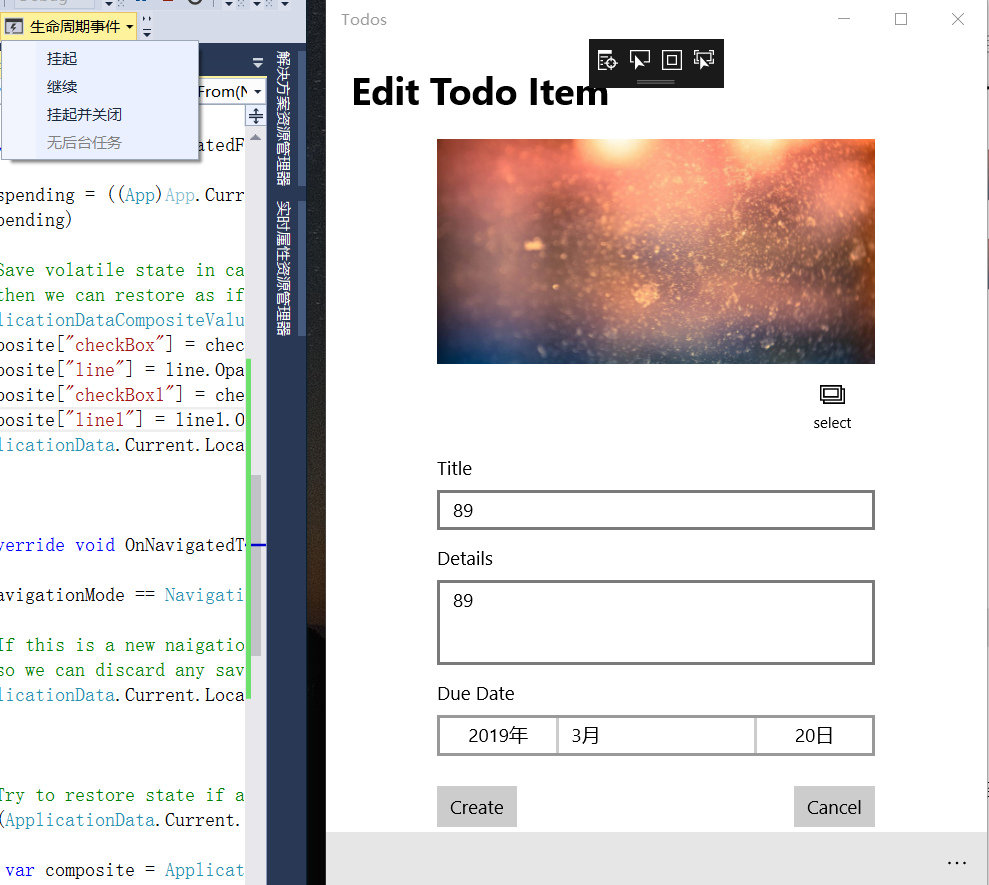 生命周期事件
挂起
继续
挂起并关闭
无后台任务
From(N
atedF
spending = ((App)App.Curr
pending)
Save volatile state in ca
then we can restore as if
licationDataCompositeValu
posite["checkBox"] = chec
posite["line"] = line.Opa
posite["checkBox1"] = che
posite["line1"] = line1.O
licationData.Current.Loca
verride void OnNavigatedT
avigationMode == Navigati
If this is a new naigatio
so we can discard any sav
licationData.Current.Loca
Try to restore state if a
(ApplicationData.Current.
var composite = Applicat
解决方案资源管理器
实时属性资源管理器
Todos
Edit Todo Item
select
Title
89
Details
89
Due Date
2019年 3月 20日
Create Cancel